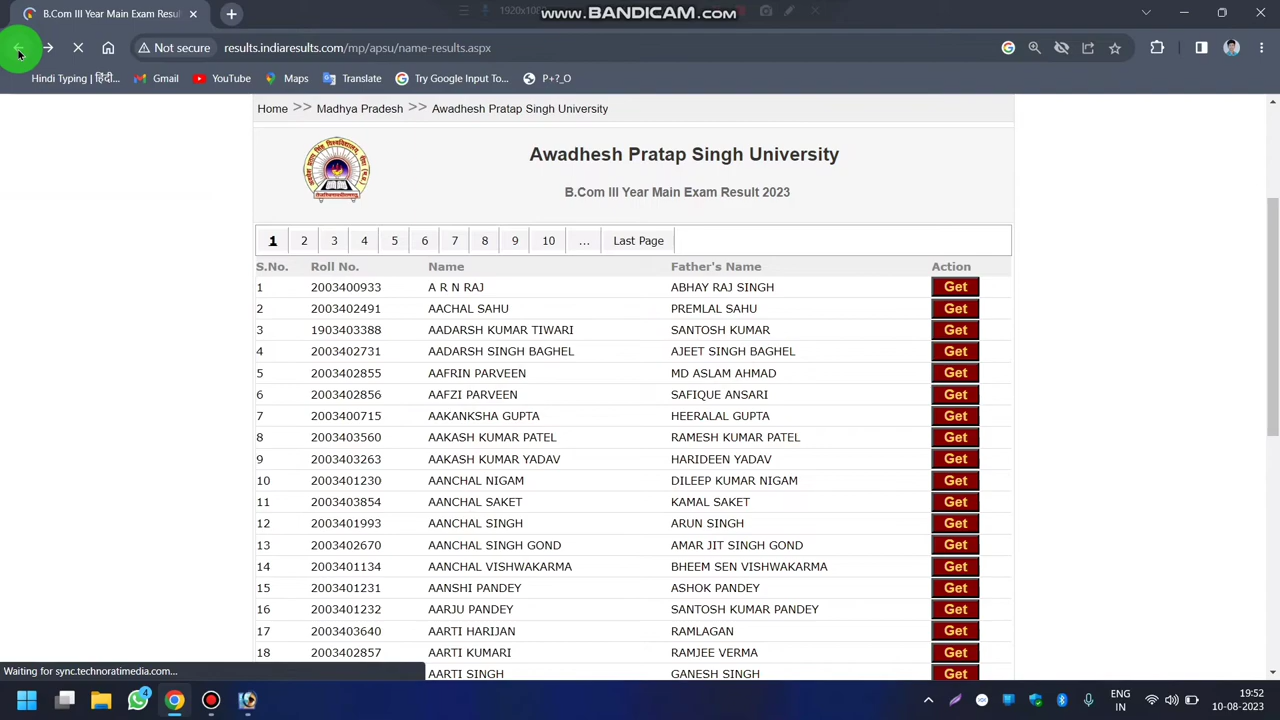 B.Com III Year Main Exam Resul
1920x1080
www.BANDICAM.com
Not secure
results.indiaresults.com/mp/apsu/name-results.aspx
Hindi Typing | हिंदी... Gmail YouTube Maps Translate Try Google Input To... P+?_O
Home >> Madhya Pradesh >> Awadhesh Pratap Singh University
Awadhesh Pratap Singh University
B.Com III Year Main Exam Result 2023
1 2 3 4 5 6 7 8 9 10 ... Last Page
S.No. Roll No. Name Father's Name Action
1 2003400933 A R N RAJ ABHAY RAJ SINGH Get
2 2003402491 AACHAL SAHU PREMLAL SAHU Get
3 1903403388 AADARSH KUMAR TIWARI SANTOSH KUMAR Get
4 2003402731 AADARSH SINGH BAGHEL AJEET SINGH BAGHEL Get
5 2003402855 AAFRIN PARVEEN MD ASLAM AHMAD Get
6 2003402856 AAFZI PARVEEN SAFIQUE ANSARI Get
7 2003400715 AAKANKSHA GUPTA HEERALAL GUPTA Get
8 2003403560 AAKASH KUMAR PATEL RAMESH KUMAR PATEL Get
9 2003403263 AAKASH KUMAR YADAV HARIDEEN YADAV Get
10 2003401230 AANCHAL NIGAM DILEEP KUMAR NIGAM Get
11 2003403854 AANCHAL SAKET KAMAL SAKET Get
12 2003401993 AANCHAL SINGH ARUN SINGH Get
13 2003402670 AANCHAL SINGH GOND AMAR JIT SINGH GOND Get
14 2003401134 AANCHAL VISHWAKARMA BHEEM SEN VISHWAKARMA Get
15 2003401231 AANSHI PANDEY ASHOK PANDEY Get
16 2003401232 AARJU PANDEY SANTOSH KUMAR PANDEY Get
17 2003403640 AARTI HARIJAN RAMLAGAN Get
18 2003402857 AARTI KUMARI RAMJEE VERMA Get
RTI SINGH GANESH SINGH Get
Waiting for sync.technoratimedia.com...
4
ENG
IN
19:52
10-08-2023